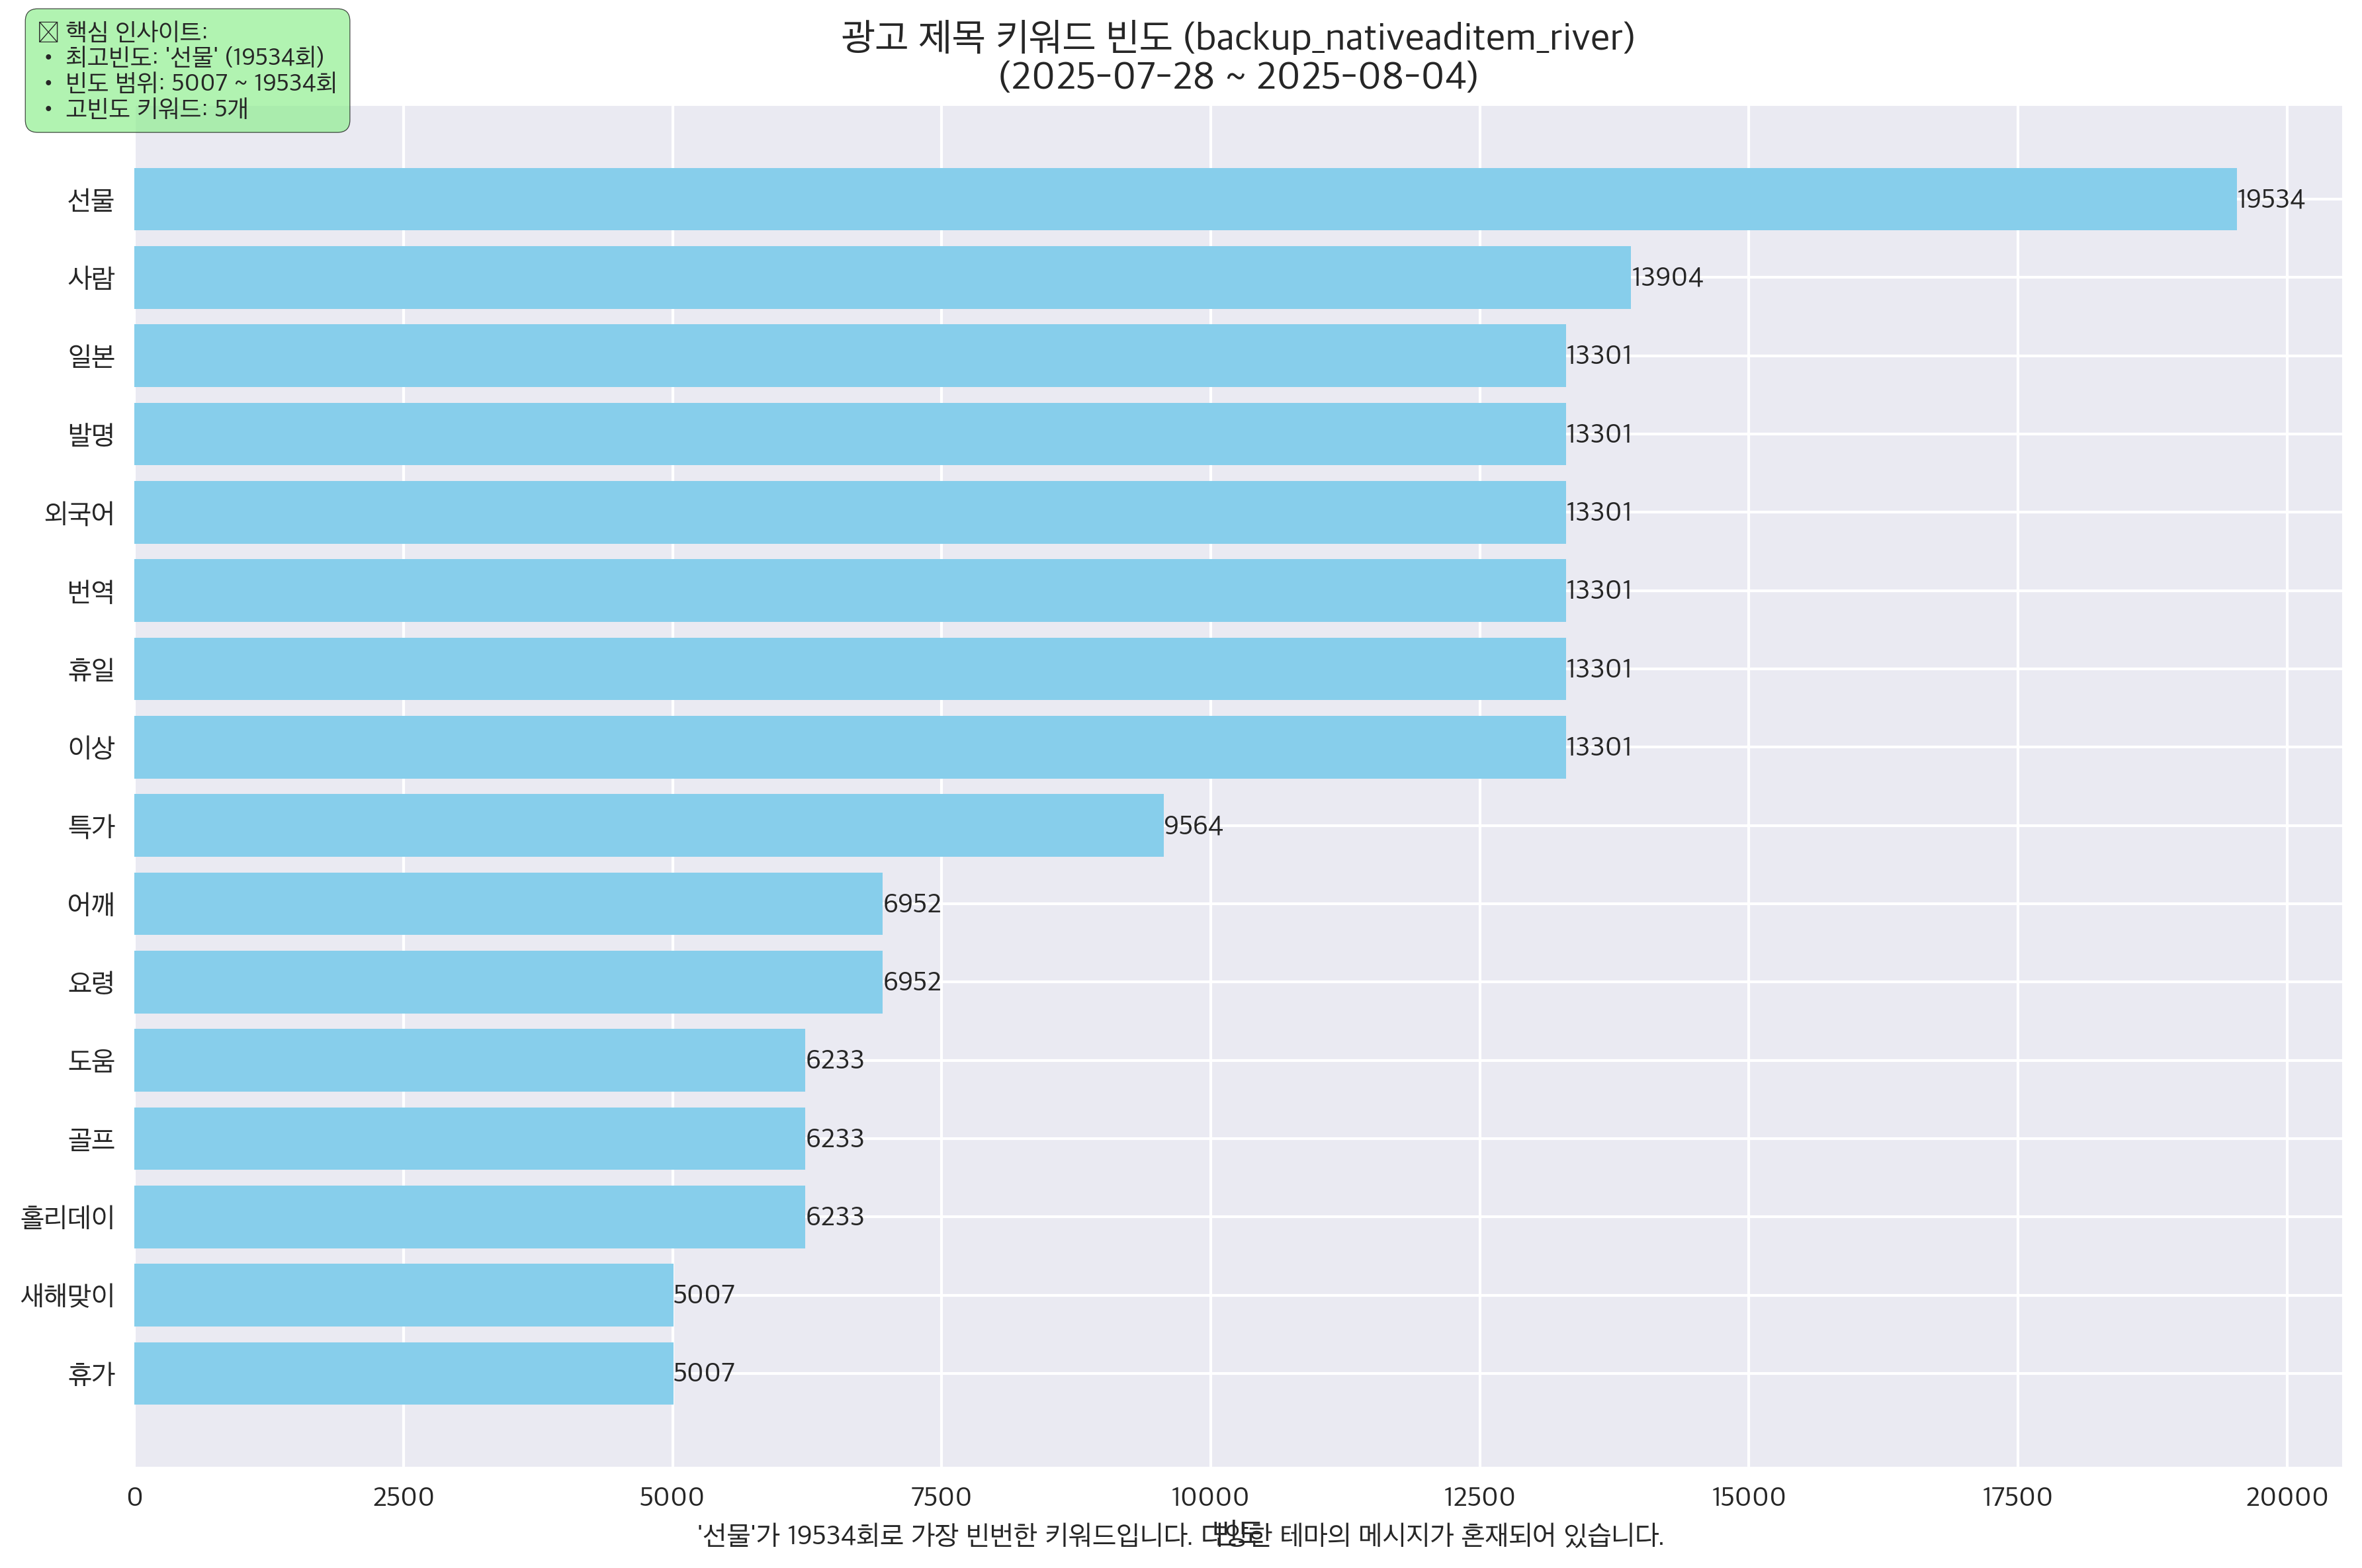 핵심 인사이트:
• 최고빈도: '선물' (19534회)
• 빈도 범위: 5007 ~ 19534회
• 고빈도 키워드: 5개
광고 제목 키워드 빈도 (backup_nativeaditem_river)
(2025-07-28 ~ 2025-08-04)
선물 19534
사람 13904
일본 13301
발명 13301
외국어 13301
번역 13301
휴일 13301
이상 13301
특가 9564
어깨 6952
요령 6952
도움 6233
골프 6233
홀리데이 6233
새해맞이 5007
휴가 5007
0 2500 5000 7500 10000 12500 15000 17500 20000
빈도
'선물'가 19534회로 가장 빈번한 키워드입니다. 다양한 테마의 메시지가 혼재되어 있습니다.